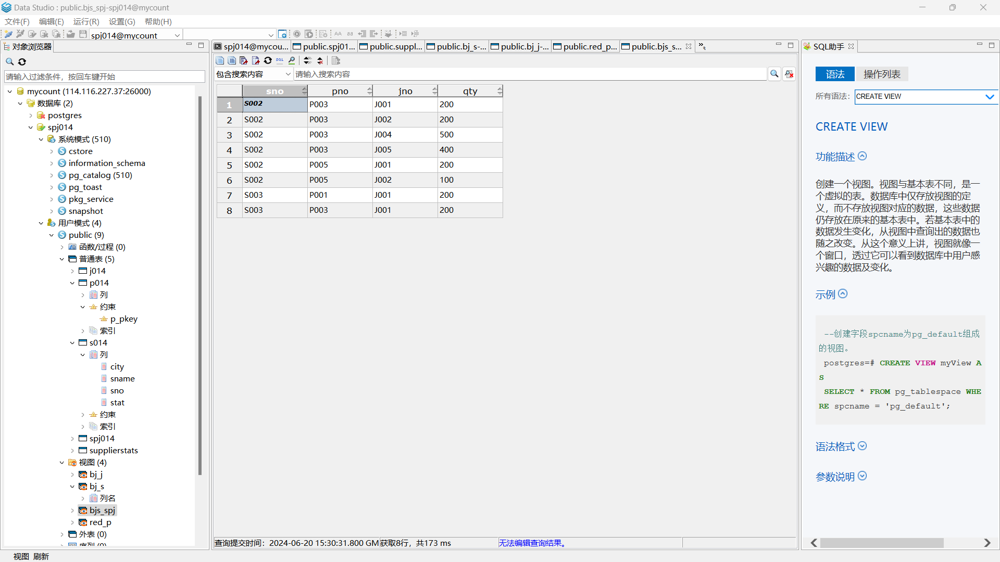 Data Studio : public.bjs_spj-spj014@mycount
文件(F) 编辑(E) 运行(R) 设置(G) 帮助(H)
spj014@mycount
AA aa
对象浏览器
请输入过滤条件，按回车键开始
mycount (114.116.227.37:26000)
数据库 (2)
postgres
spj014
系统模式 (510)
cstore
information_schema
pg_catalog (510)
pg_toast
pkg_service
snapshot
用户模式 (4)
public (9)
函数/过程 (0)
普通表 (5)
j014
p014
列
约束
p_pkey
索引
s014
列
city
sname
sno
stat
约束
索引
spj014
supplierstats
视图 (4)
bj_j
bj_s
列名
bjs_spj
red_p
外表 (0)
序列 (0)
视图 刷新
spj014@mycou... public.spj01... public.suppl... public.bj_s-... public.bj_j-... public.red_p... public.bjs_s... »3
SQL
包含搜索内容 请输入搜索内容
sno pno jno qty
1 S002 P003 J001 200
2 S002 P003 J002 200
3 S002 P003 J004 500
4 S002 P003 J005 400
5 S002 P005 J001 200
6 S002 P005 J002 100
7 S003 P001 J001 200
8 S003 P003 J001 200
查询提交时间：2024-06-20 15:30:31.800 GM 获取8行，共173 ms 无法编辑查询结果。
SQL助手
语法 操作列表
所有语法: CREATE VIEW
CREATE VIEW
功能描述
创建一个视图。视图与基本表不同，是一
个虚拟的表。数据库中仅存放视图的定
义，而不存放视图对应的数据，这些数据
仍存放在原来的基本表中。若基本表中的
数据发生变化，从视图中查询出的数据也
随之改变。从这个意义上讲，视图就像一
个窗口，透过它可以看到数据库中用户感
兴趣的数据及变化。
示例
--创建字段spcname为pg_default组成
的视图。
postgres=# CREATE VIEW myView A
S
SELECT * FROM pg_tablespace WHE
RE spcname = 'pg_default';
语法格式
参数说明